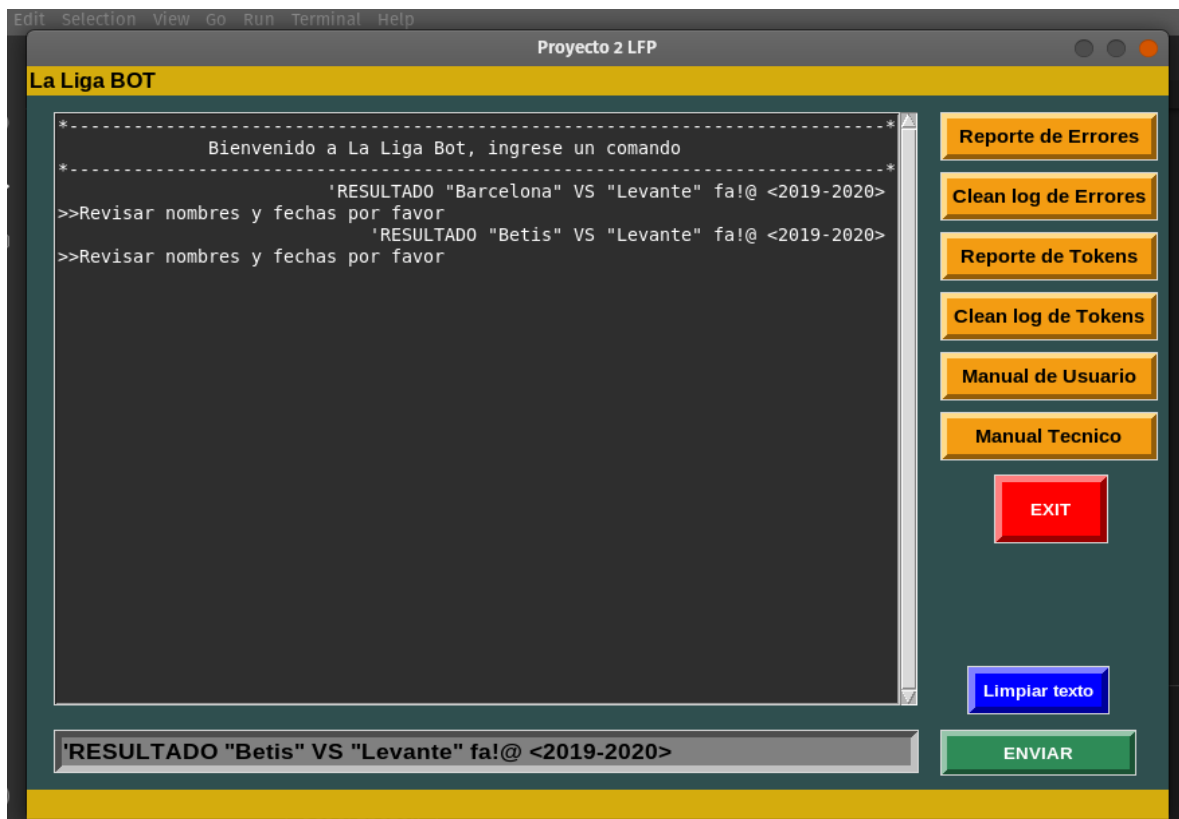 Edit Selection View Go Run Terminal Help
Proyecto 2 LFP
La Liga BOT
*----------------------------------------------------------------------------*
Bienvenido a La Liga Bot, ingrese un comando
*----------------------------------------------------------------------------*
'RESULTADO "Barcelona" VS "Levante" fa!@ <2019-2020>
>>Revisar nombres y fechas por favor
'RESULTADO "Betis" VS "Levante" fa!@ <2019-2020>
>>Revisar nombres y fechas por favor
Reporte de Errores
Clean log de Errores
Reporte de Tokens
Clean log de Tokens
Manual de Usuario
Manual Tecnico
EXIT
Limpiar texto
'RESULTADO "Betis" VS "Levante" fa!@ <2019-2020>
ENVIAR